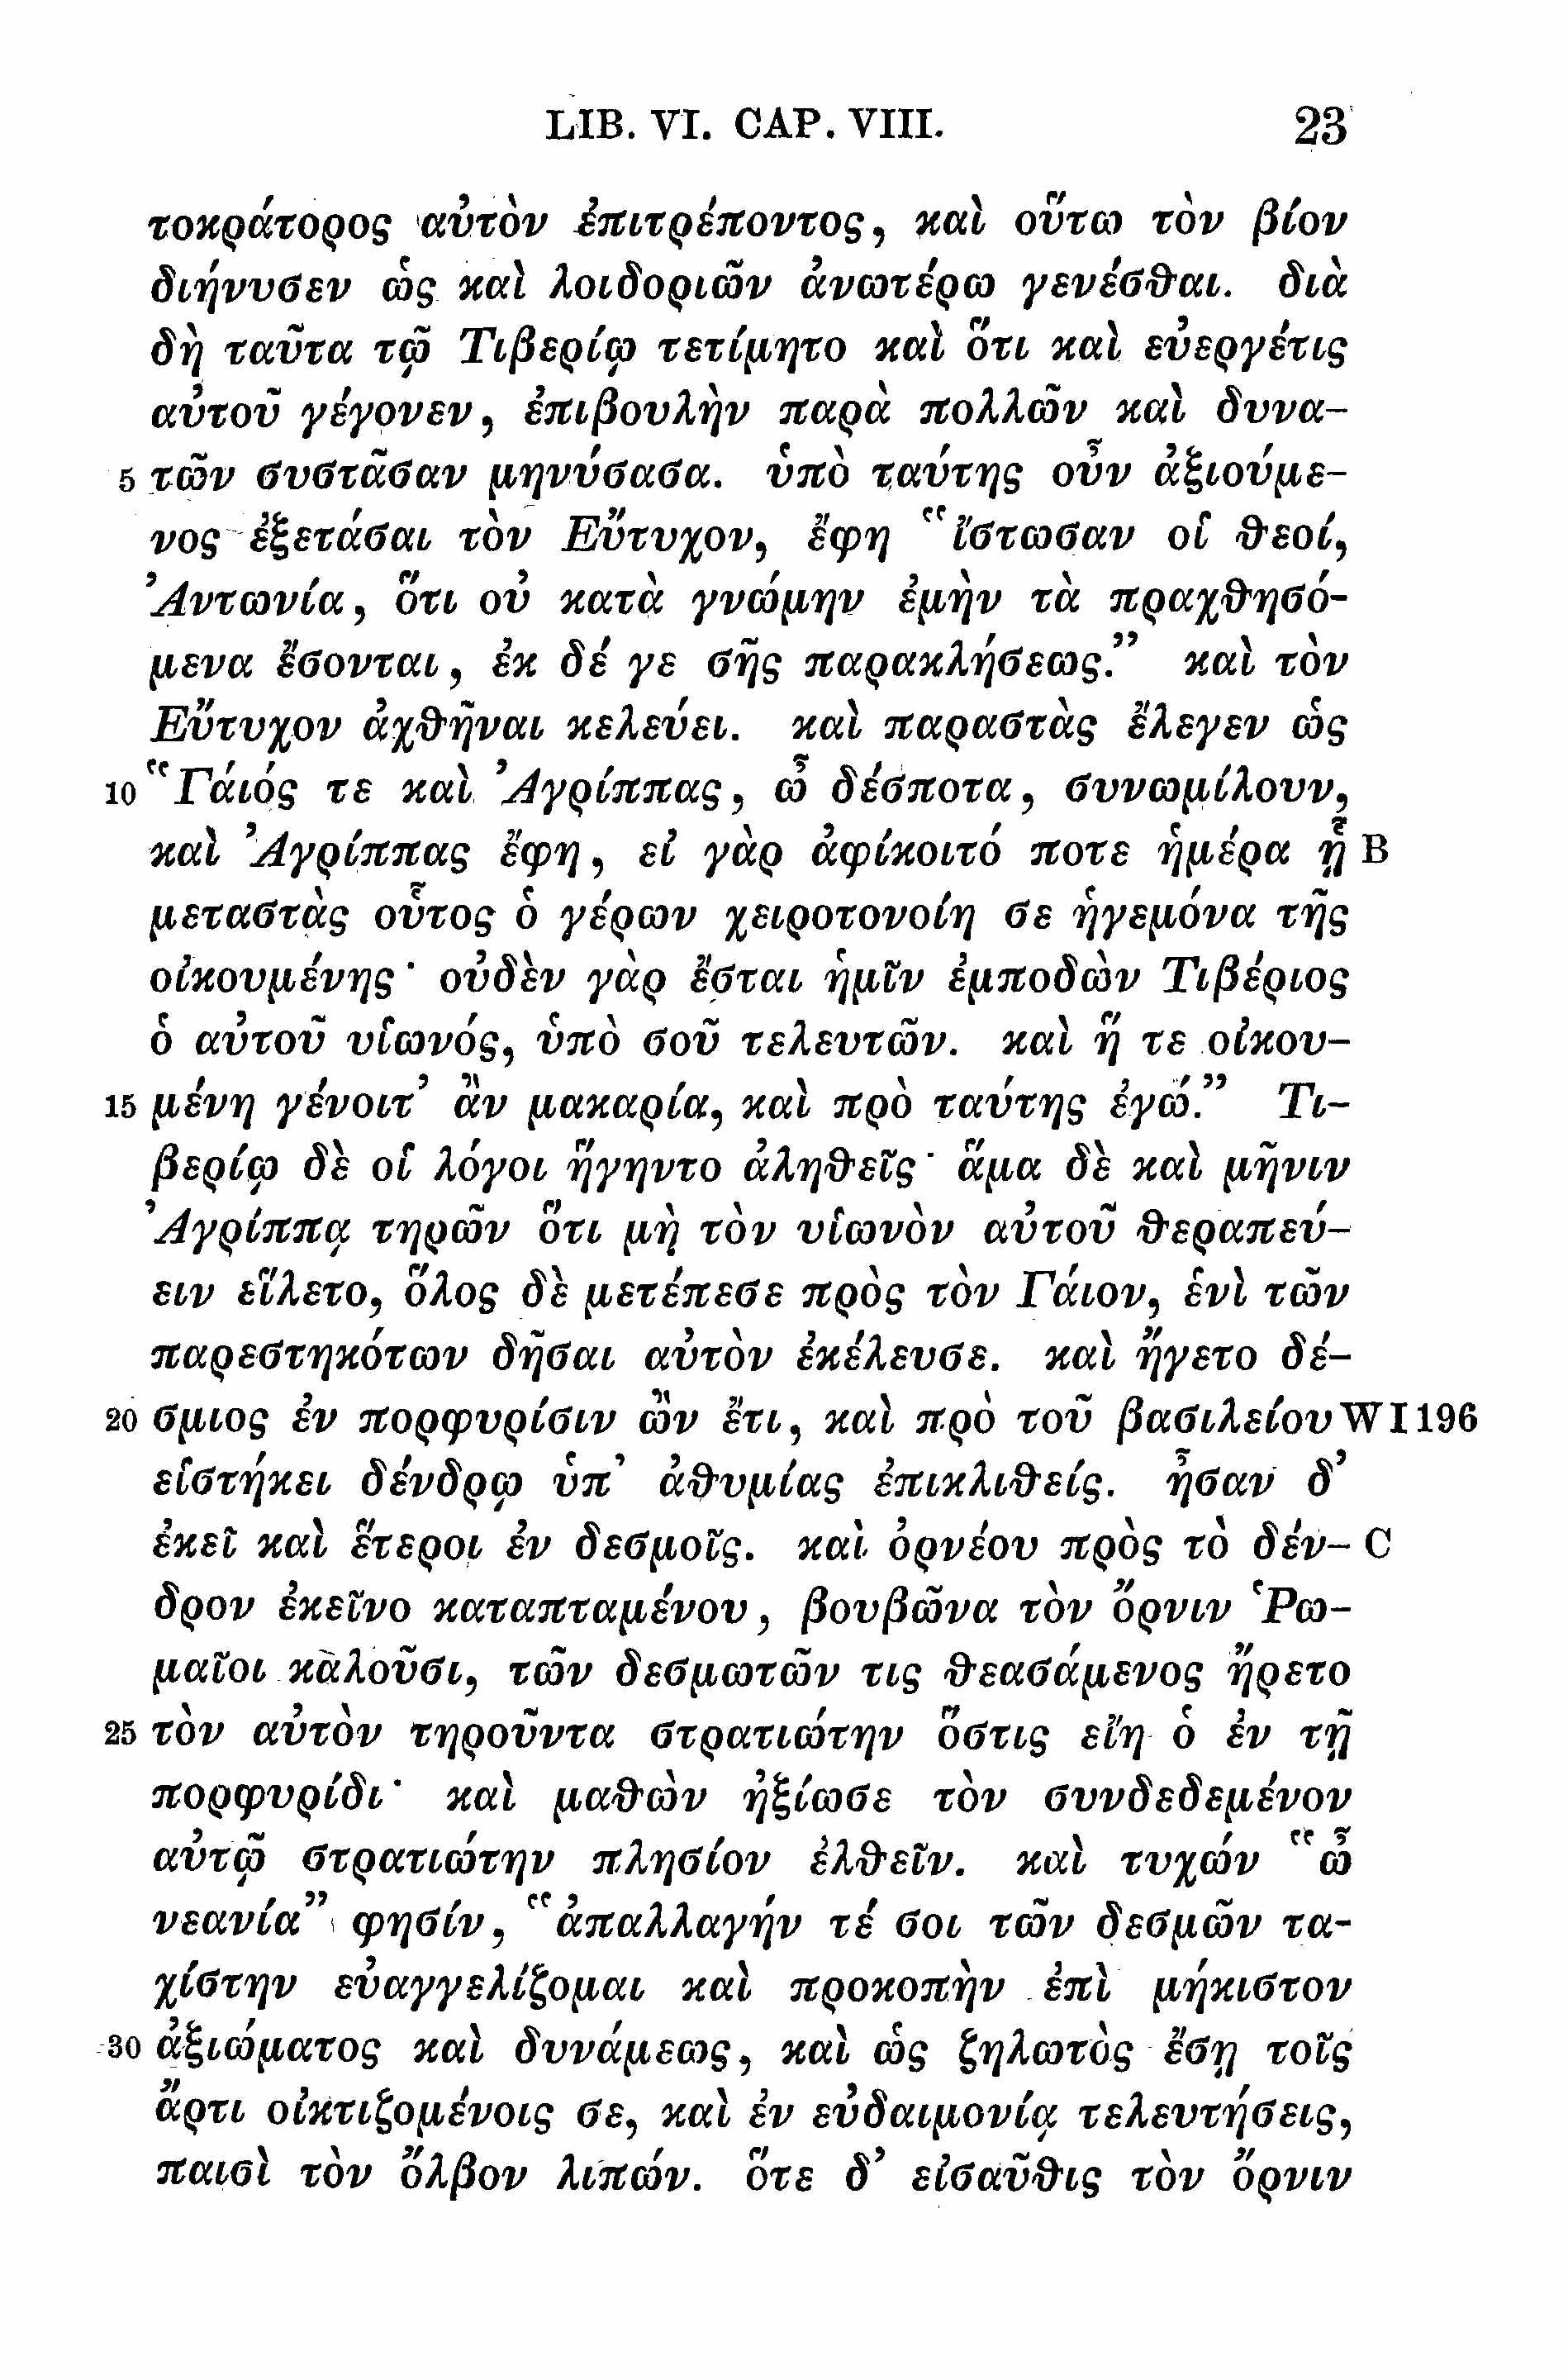 LIB. VI. CAP. VIII. 23
τοκράτορος αὐτὸν ἐπιτρέποντος, καὶ οὕτω τὸν βίον
διήνυσεν ὡς καὶ λοιδοριῶν ἀνωτέρω γενέσθαι. διὰ
δὴ ταῦτα τῷ Τιβερίῳ τετίμητο καὶ ὅτι καὶ εὐεργέτις
αὐτοῦ γέγονεν, ἐπιβουλὴν παρὰ πολλῶν καὶ δυνα-
5 τῶν συστᾶσαν μηνύσασα. ὑπὸ ταύτης οὖν ἀξιούμε-
νος ἐξετάσαι τὸν Εὔτυχον, ἔφη "ἴστωσαν οἱ θεοί,
Ἀντωνία, ὅτι οὐ κατὰ γνώμην ἐμὴν τὰ πραχθησό-
μενα ἔσονται, ἐκ δέ γε σῆς παρακλήσεως." καὶ τὸν
Εὔτυχον ἀχθῆναι κελεύει. καὶ παραστὰς ἔλεγεν ὡς
10 "Γάιός τε καὶ Ἀγρίππας, ὦ δέσποτα, συνωμίλουν,
καὶ Ἀγρίππας ἔφη, εἰ γὰρ ἀφίκοιτό ποτε ἡμέρα ᾗ B
μεταστὰς οὗτος ὁ γέρων χειροτονοίη σε ἡγεμόνα τῆς
οἰκουμένης· οὐδὲν γὰρ ἔσται ἡμῖν ἐμποδὼν Τιβέριος
ὁ αὐτοῦ υἱωνός, ὑπὸ σοῦ τελευτῶν. καὶ ἥ τε οἰκου-
15 μένη γένοιτ᾽ ἂν μακαρία, καὶ πρὸ ταύτης ἐγώ." Τι-
βερίῳ δὲ οἱ λόγοι ἥγηντο ἀληθεῖς· ἅμα δὲ καὶ μῆνιν
Ἀγρίππᾳ τηρῶν ὅτι μὴ τὸν υἱωνὸν αὐτοῦ θεραπεύ-
ειν εἵλετο, ὅλος δὲ μετέπεσε πρὸς τὸν Γάιον, ἑνὶ τῶν
παρεστηκότων δῆσαι αὐτὸν ἐκέλευσε. καὶ ἤγετο δέ-
20 σμιος ἐν πορφυρίσιν ὢν ἔτι, καὶ πρὸ τοῦ βασιλείου W I 196
εἱστήκει δένδρῳ ὑπ᾽ ἀθυμίας ἐπικλιθείς. ἦσαν δ᾽
ἐκεῖ καὶ ἕτεροι ἐν δεσμοῖς. καὶ ὀρνέου πρὸς τὸ δέν- C
δρον ἐκεῖνο καταπταμένου, βουβῶνα τὸν ὄρνιν Ῥω-
μαῖοι καλοῦσι, τῶν δεσμωτῶν τις θεασάμενος ἤρετο
25 τὸν αὐτὸν τηροῦντα στρατιώτην ὅστις εἴη ὁ ἐν τῇ
πορφυρίδι· καὶ μαθὼν ἠξίωσε τὸν συνδεδεμένον
αὐτῷ στρατιώτην πλησίον ἐλθεῖν. καὶ τυχών "ὦ
νεανία" φησίν, "ἀπαλλαγήν τέ σοι τῶν δεσμῶν τα-
χίστην εὐαγγελίζομαι καὶ προκοπὴν ἐπὶ μήκιστον
30 ἀξιώματος καὶ δυνάμεως, καὶ ὡς ζηλωτὸς ἔσῃ τοῖς
ἄρτι οἰκτιζομένοις σε, καὶ ἐν εὐδαιμονίᾳ τελευτήσεις,
παισὶ τὸν ὄλβον λιπών. ὅτε δ᾽ εἰσαῦθις τὸν ὄρνιν